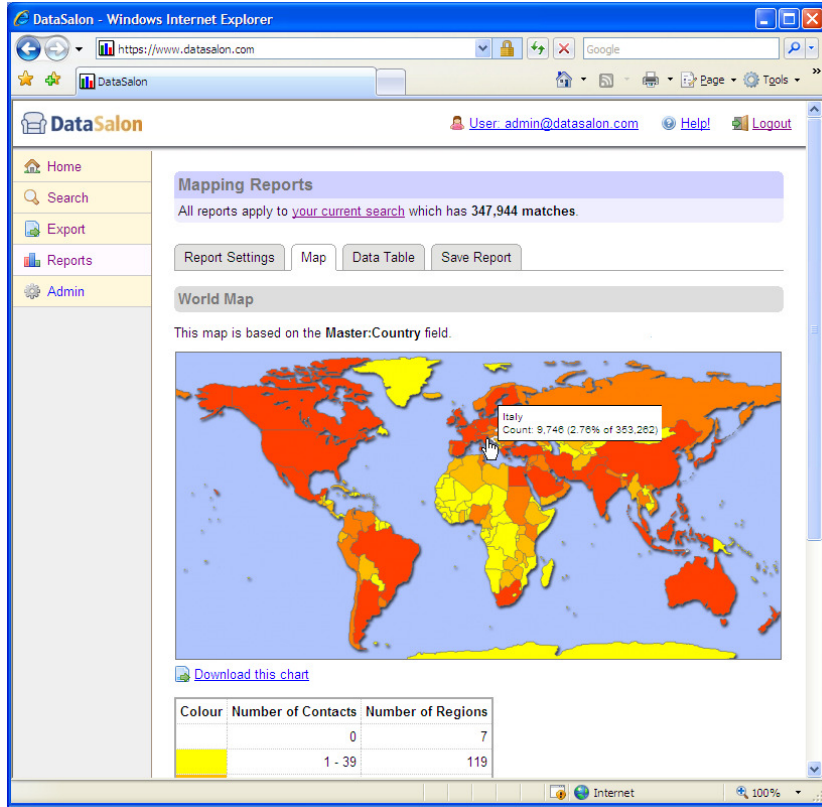 DataSalon - Windows Internet Explorer
https://www.datasalon.com
Google
DataSalon
Page
Tools
DataSalon
User: admin@datasalon.com Help! Logout
Home
Search
Export
Reports
Admin
Mapping Reports
All reports apply to your current search which has 347,944 matches.
Report Settings Map Data Table Save Report
World Map
This map is based on the Master:Country field.
Italy
Count: 9,746 (2.76% of 353,262)
Download this chart
Colour Number of Contacts Number of Regions
0 7
1 - 39 119
Internet
100%